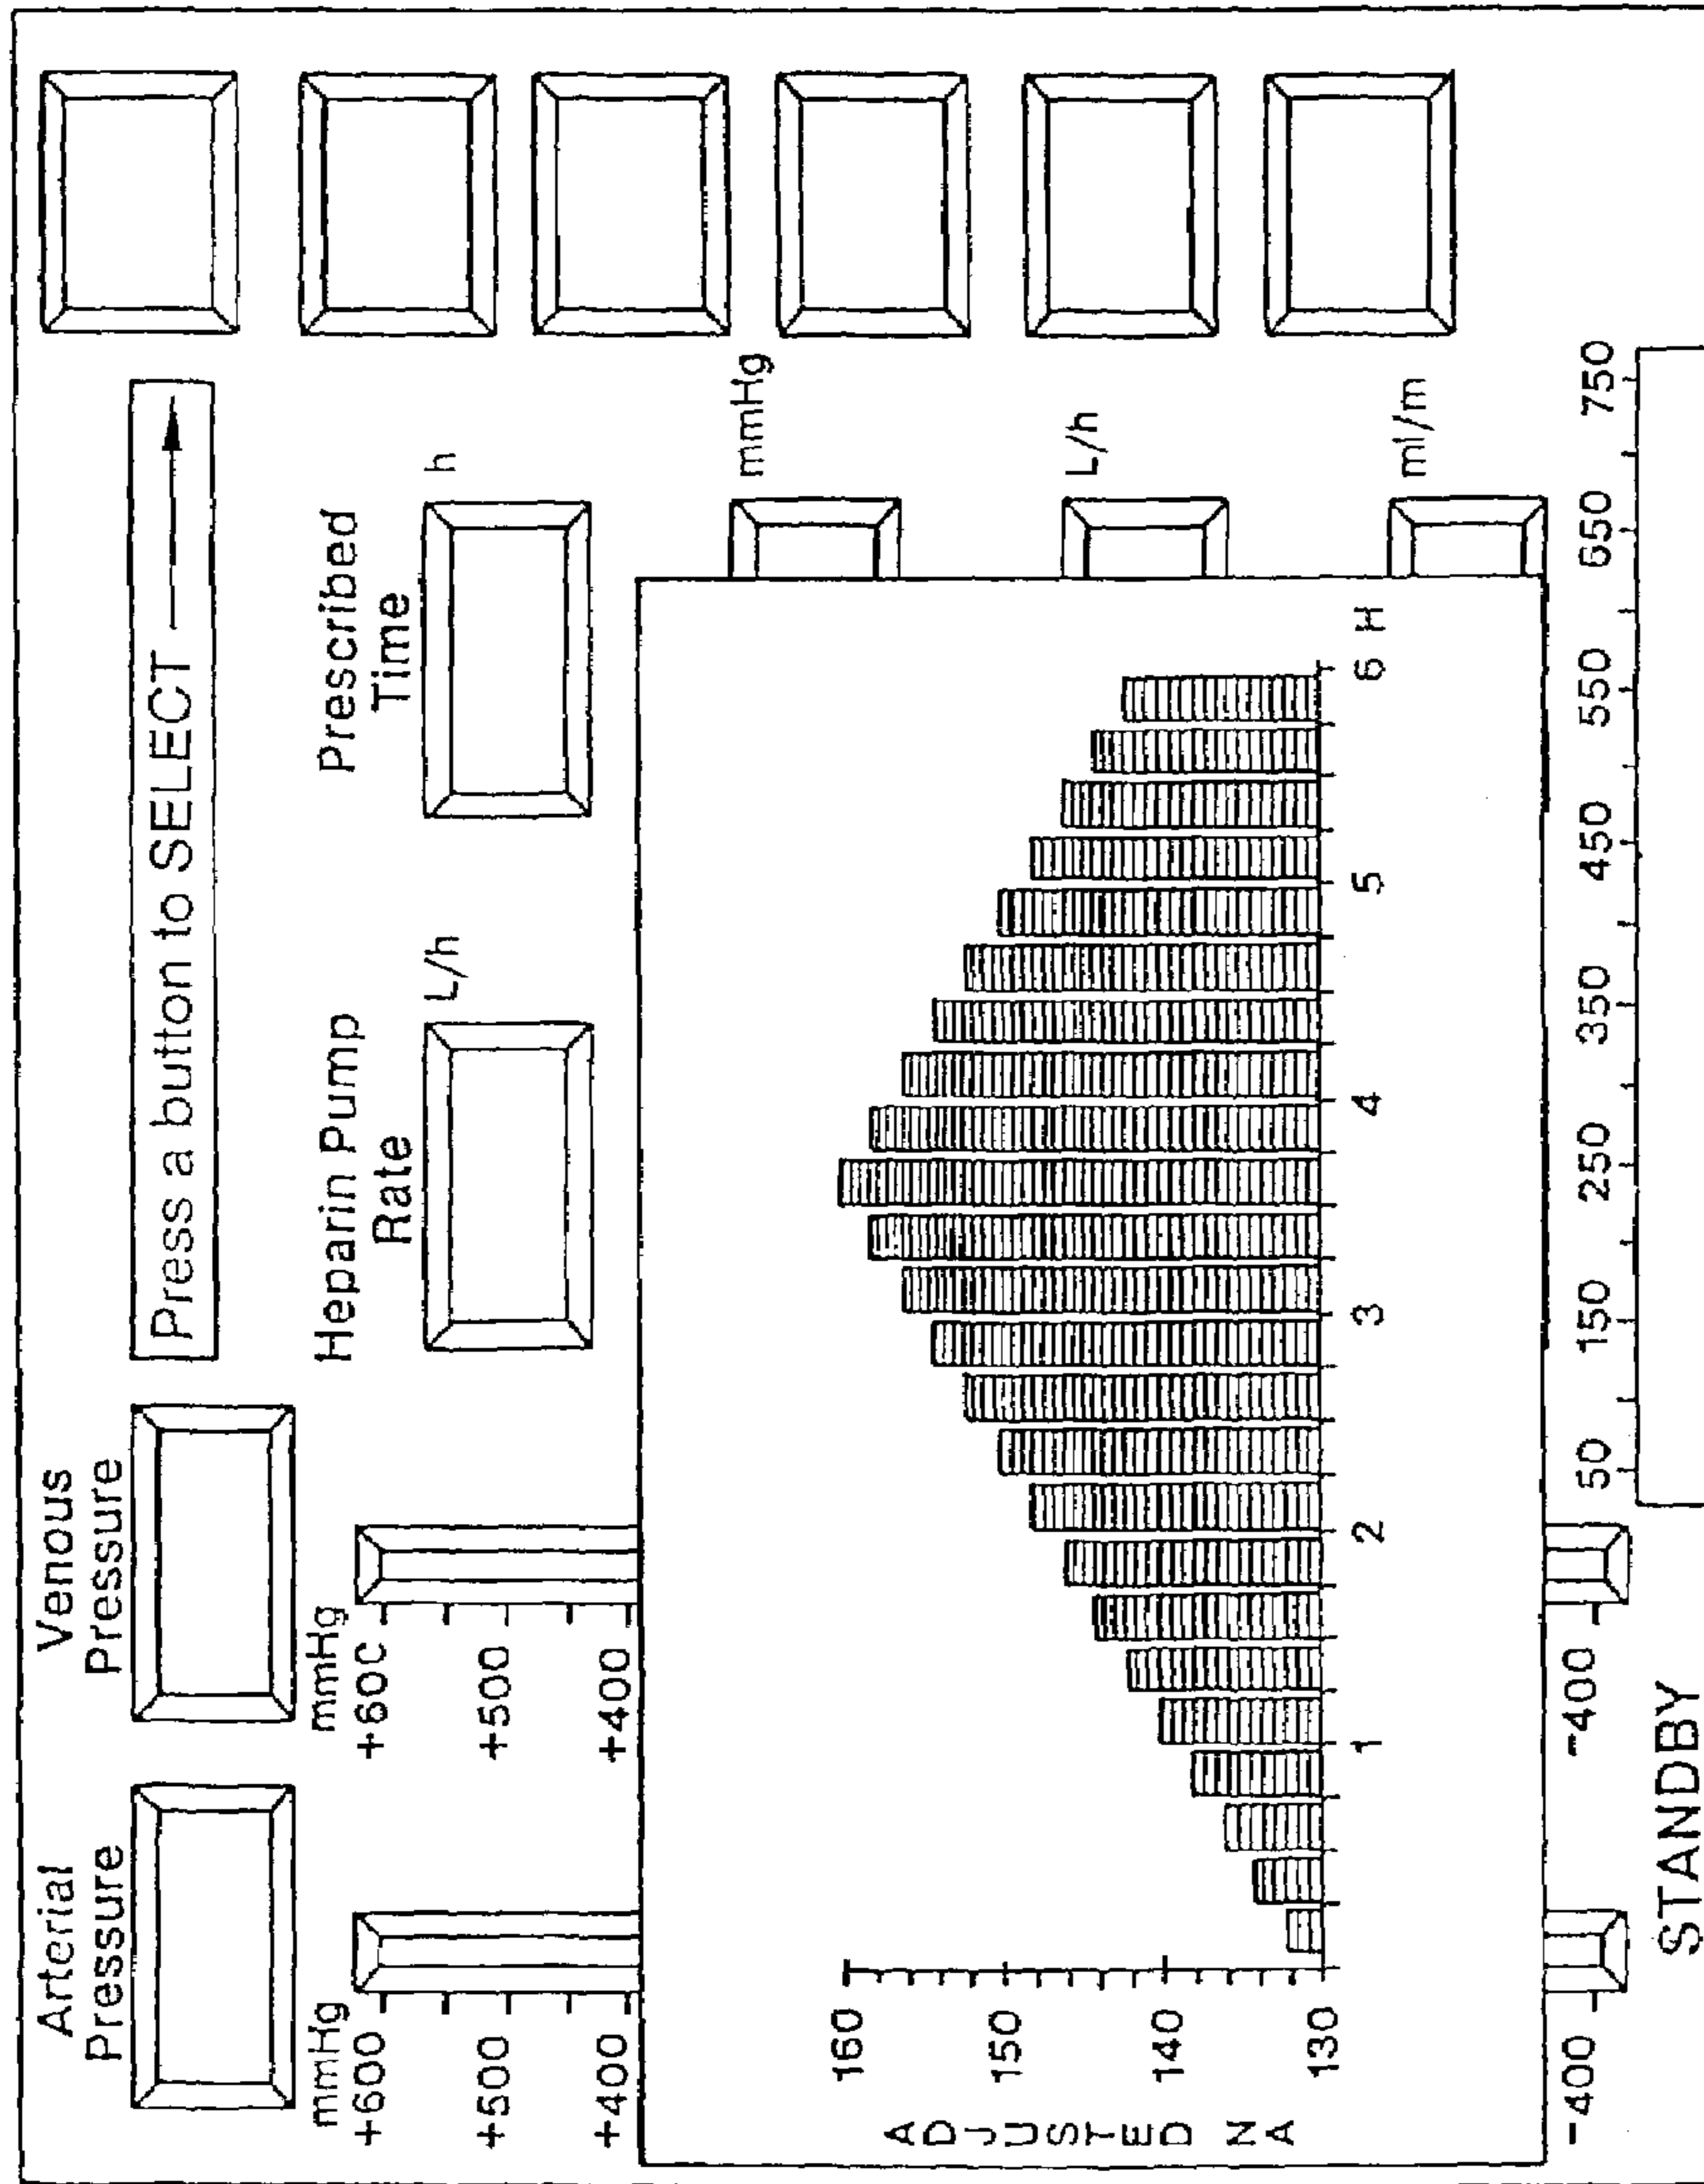 Arterial
Pressure
Venous
Pressure
Press a button to SELECT
mmHg
+600
+500
+400
mmHg
+600
+500
+400
Heparin Pump
Rate
L/h
Prescribed
Time
h
mmHg
L/h
ml/m
ADJUSTED NA
160
150
140
130
1 2 3 4 5 6 H
-400
-400
50 150 250 350 450 550 650 750
STANDBY